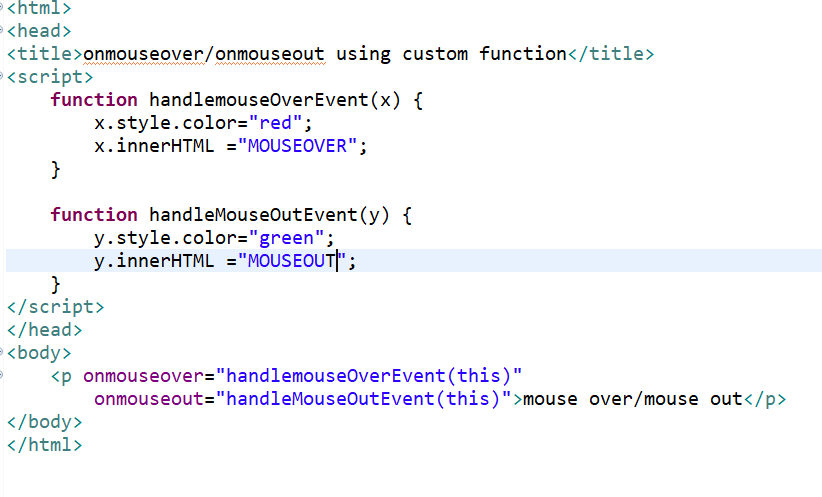 <html>
<head>
<title>onmouseover/onmouseout using custom function</title>
<script>
    function handlemouseOverEvent(x) {
        x.style.color="red";
        x.innerHTML ="MOUSEOVER";
    }

    function handleMouseOutEvent(y) {
        y.style.color="green";
        y.innerHTML ="MOUSEOUT";
    }
</script>
</head>
<body>
    <p onmouseover="handlemouseOverEvent(this)"
        onmouseout="handleMouseOutEvent(this)">mouse over/mouse out</p>
</body>
</html>